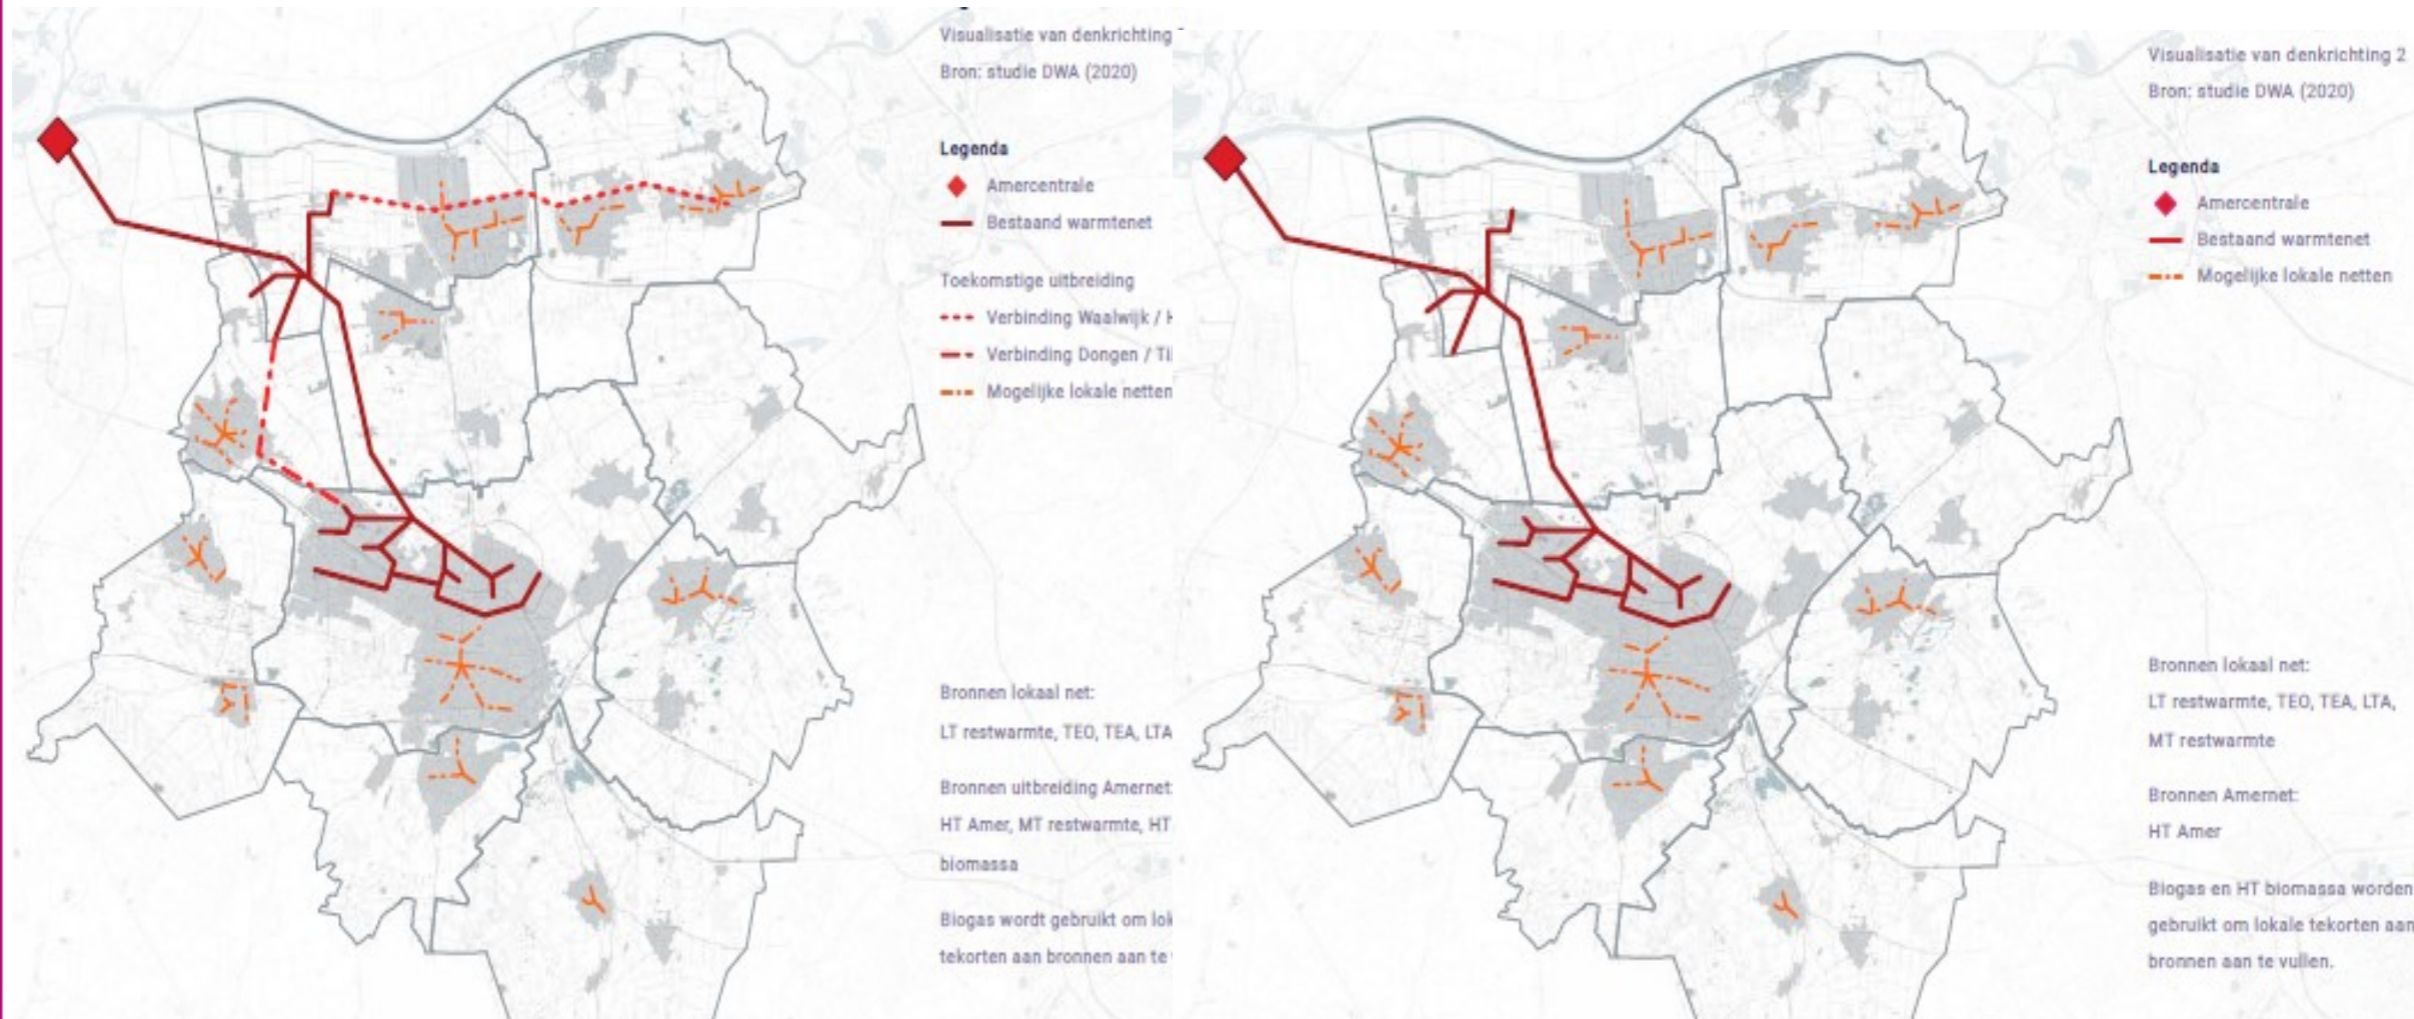 Visualisatie van denkrichting
Bron: studie DWA (2020)
Legenda
Amercentrale
Bestaand warmtenet
Toekomstige uitbreiding
Verbinding Waalwijk /
Verbinding Dongen /
Mogelijke lokale netten
Bronnen lokaal net:
LT restwarmte, TEO, TEA, LTA
Bronnen uitbreiding Amernet:
HT Amer, MT restwarmte, HT
biomassa
Biogas wordt gebruikt om
tekorten aan bronnen aan te
Visualisatie van denkrichting 2
Bron: studie DWA (2020)
Legenda
Amercentrale
Bestaand warmtenet
Mogelijke lokale netten
Bronnen lokaal net:
LT restwarmte, TEO, TEA, LTA,
MT restwarmte
Bronnen Amernet:
HT Amer
Biogas en HT biomassa worden
gebruikt om lokale tekorten aan
bronnen aan te vullen.